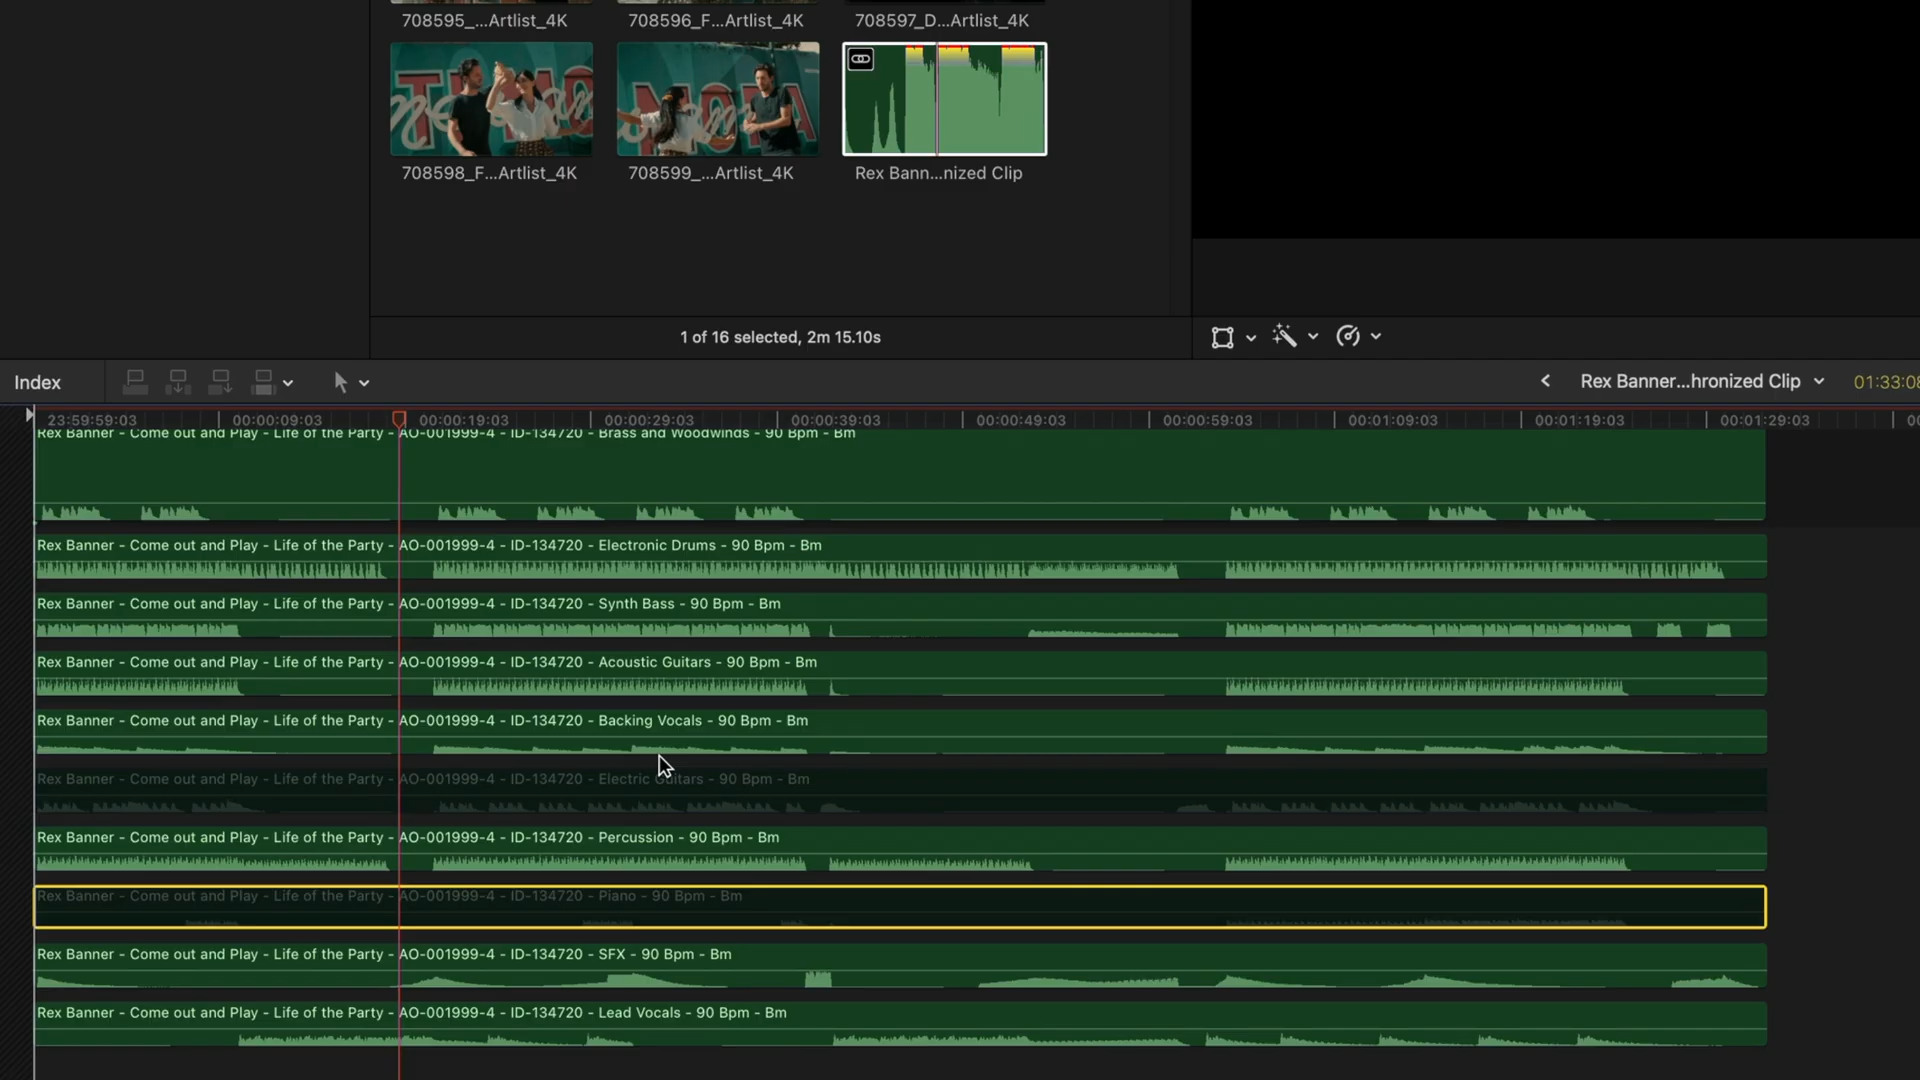 708595_...Artlist_4K
708596_F...Artlist_4K
708597_D...Artlist_4K
708598_F...Artlist_4K
708599_...Artlist_4K
Rex Bann...nized Clip
1 of 16 selected, 2m 15.10s
Index
Rex Banner...hronized Clip
01:33:08
23:59:59:03
00:00:09:03
00:00:19:03
00:00:29:03
00:00:39:03
00:00:49:03
00:00:59:03
00:01:09:03
00:01:19:03
00:01:29:03
Rex Banner - Come out and Play - Life of the Party - AO-001999-4 - ID-134720 - Brass and Woodwinds - 90 Bpm - Bm
Rex Banner - Come out and Play - Life of the Party - AO-001999-4 - ID-134720 - Electronic Drums - 90 Bpm - Bm
Rex Banner - Come out and Play - Life of the Party - AO-001999-4 - ID-134720 - Synth Bass - 90 Bpm - Bm
Rex Banner - Come out and Play - Life of the Party - AO-001999-4 - ID-134720 - Acoustic Guitars - 90 Bpm - Bm
Rex Banner - Come out and Play - Life of the Party - AO-001999-4 - ID-134720 - Backing Vocals - 90 Bpm - Bm
Rex Banner - Come out and Play - Life of the Party - AO-001999-4 - ID-134720 - Electric Guitars - 90 Bpm - Bm
Rex Banner - Come out and Play - Life of the Party - AO-001999-4 - ID-134720 - Percussion - 90 Bpm - Bm
Rex Banner - Come out and Play - Life of the Party - AO-001999-4 - ID-134720 - Piano - 90 Bpm - Bm
Rex Banner - Come out and Play - Life of the Party - AO-001999-4 - ID-134720 - SFX - 90 Bpm - Bm
Rex Banner - Come out and Play - Life of the Party - AO-001999-4 - ID-134720 - Lead Vocals - 90 Bpm - Bm